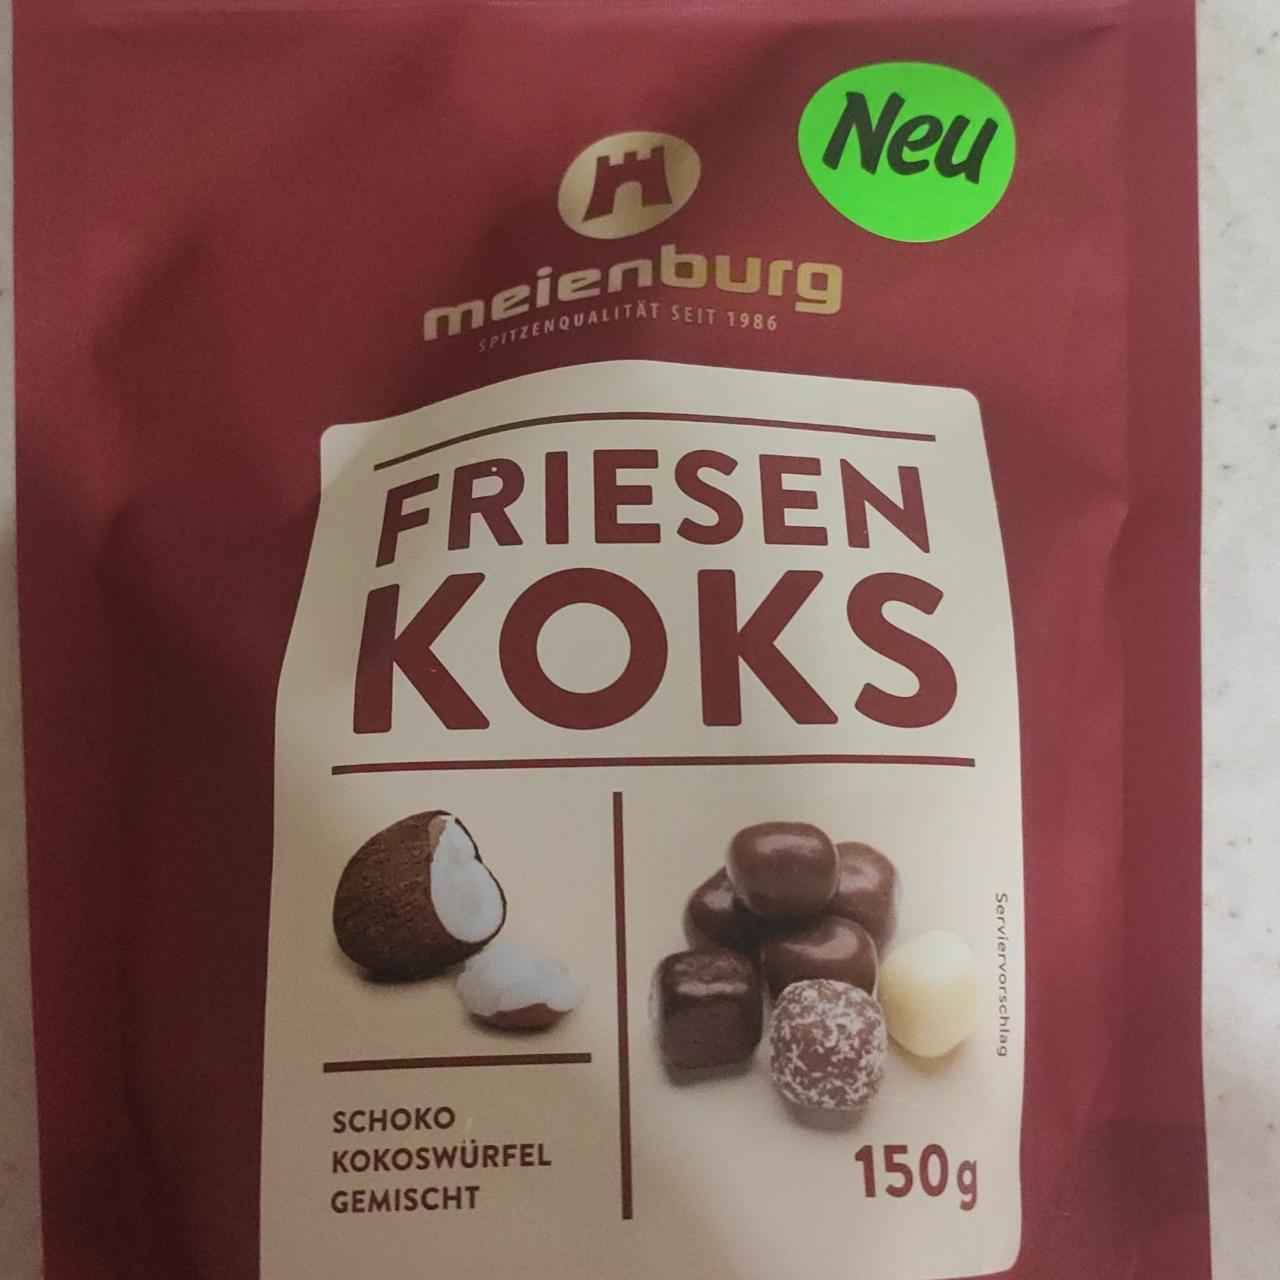 Neu
meienburg
SPITZENQUALITÄT SEIT 1986
FRIESEN
KOKS
SCHOKO
KOKOSWÜRFEL
GEMISCHT
Serviervorschlag
150g